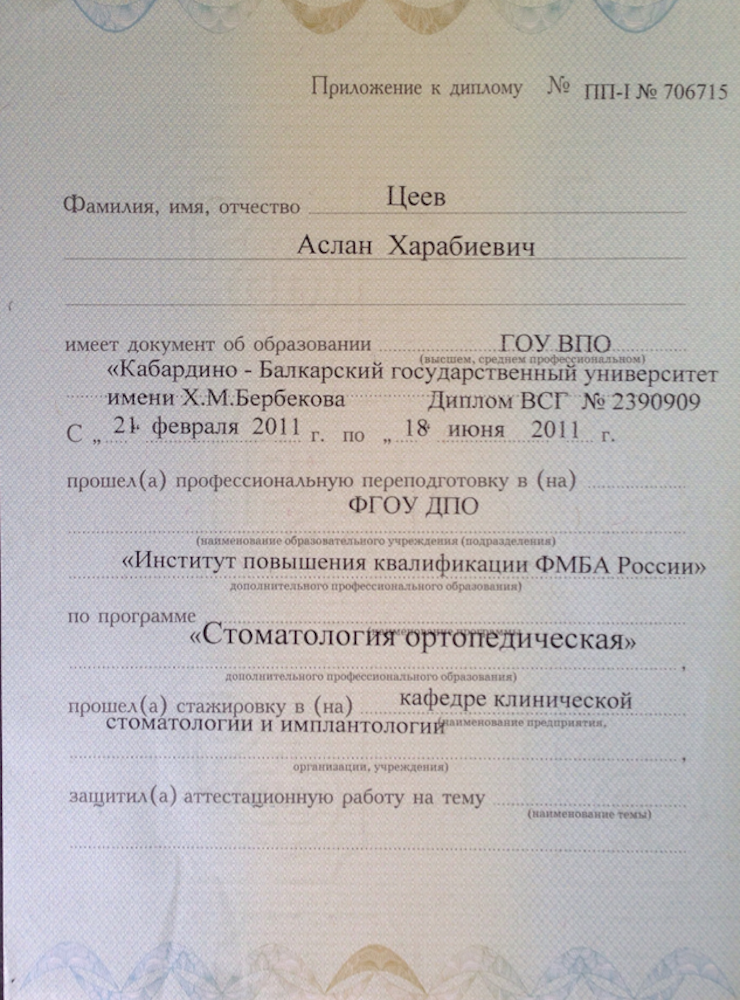 Приложение к диплому № ПП-I № 706715
Фамилия, имя, отчество Цеев
Аслан Харабиевич
имеет документ об образовании ГОУ ВПО
(высшем, среднем профессиональном)
«Кабардино - Балкарский государственный университет
имени Х.М.Бербекова Диплом ВСГ № 2390909
С „ 21 февраля 2011 г. по „ 18 июня 2011 г.
прошел(а) профессиональную переподготовку в (на)
ФГОУ ДПО
(наименование образовательного учреждения (подразделения)
«Институт повышения квалификации ФМБА России»
дополнительного профессионального образования)
по программе
(наименование программы
«Стоматология ортопедическая»
дополнительного профессионального образования)
прошел(а) стажировку в (на) кафедре клинической
стоматологии и имплантологий (наименование предприятия,
организации, учреждения)
защитил(а) аттестационную работу на тему
(наименование темы)